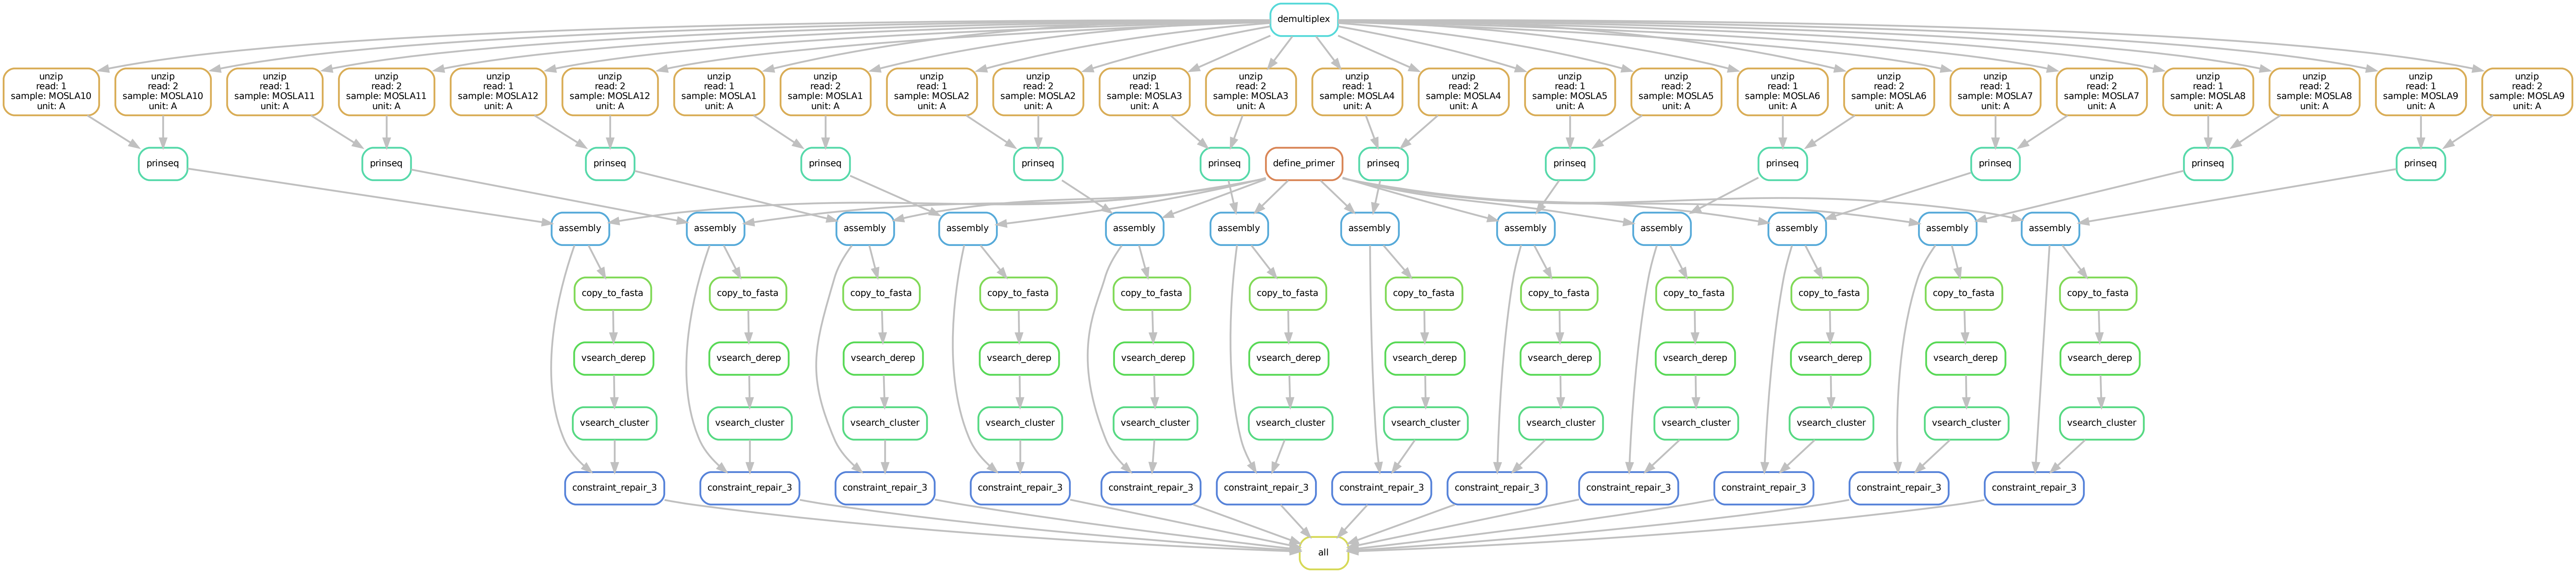 demultiplex
unzip
read: 1
sample: MOSLA10
unit: A
unzip
read: 2
sample: MOSLA10
unit: A
unzip
read: 1
sample: MOSLA11
unit: A
unzip
read: 2
sample: MOSLA11
unit: A
unzip
read: 1
sample: MOSLA12
unit: A
unzip
read: 2
sample: MOSLA12
unit: A
unzip
read: 1
sample: MOSLA1
unit: A
unzip
read: 2
sample: MOSLA1
unit: A
unzip
read: 1
sample: MOSLA2
unit: A
unzip
read: 2
sample: MOSLA2
unit: A
unzip
read: 1
sample: MOSLA3
unit: A
unzip
read: 2
sample: MOSLA3
unit: A
unzip
read: 1
sample: MOSLA4
unit: A
unzip
read: 2
sample: MOSLA4
unit: A
unzip
read: 1
sample: MOSLA5
unit: A
unzip
read: 2
sample: MOSLA5
unit: A
unzip
read: 1
sample: MOSLA6
unit: A
unzip
read: 2
sample: MOSLA6
unit: A
unzip
read: 1
sample: MOSLA7
unit: A
unzip
read: 2
sample: MOSLA7
unit: A
unzip
read: 1
sample: MOSLA8
unit: A
unzip
read: 2
sample: MOSLA8
unit: A
unzip
read: 1
sample: MOSLA9
unit: A
unzip
read: 2
sample: MOSLA9
unit: A
prinseq
prinseq
prinseq
prinseq
prinseq
prinseq
define_primer
prinseq
prinseq
prinseq
prinseq
prinseq
prinseq
assembly
assembly
assembly
assembly
assembly
assembly
assembly
assembly
assembly
assembly
assembly
assembly
copy_to_fasta
copy_to_fasta
copy_to_fasta
copy_to_fasta
copy_to_fasta
copy_to_fasta
copy_to_fasta
copy_to_fasta
copy_to_fasta
copy_to_fasta
copy_to_fasta
copy_to_fasta
vsearch_derep
vsearch_derep
vsearch_derep
vsearch_derep
vsearch_derep
vsearch_derep
vsearch_derep
vsearch_derep
vsearch_derep
vsearch_derep
vsearch_derep
vsearch_derep
vsearch_cluster
vsearch_cluster
vsearch_cluster
vsearch_cluster
vsearch_cluster
vsearch_cluster
vsearch_cluster
vsearch_cluster
vsearch_cluster
vsearch_cluster
vsearch_cluster
vsearch_cluster
constraint_repair_3
constraint_repair_3
constraint_repair_3
constraint_repair_3
constraint_repair_3
constraint_repair_3
constraint_repair_3
constraint_repair_3
constraint_repair_3
constraint_repair_3
constraint_repair_3
constraint_repair_3
all